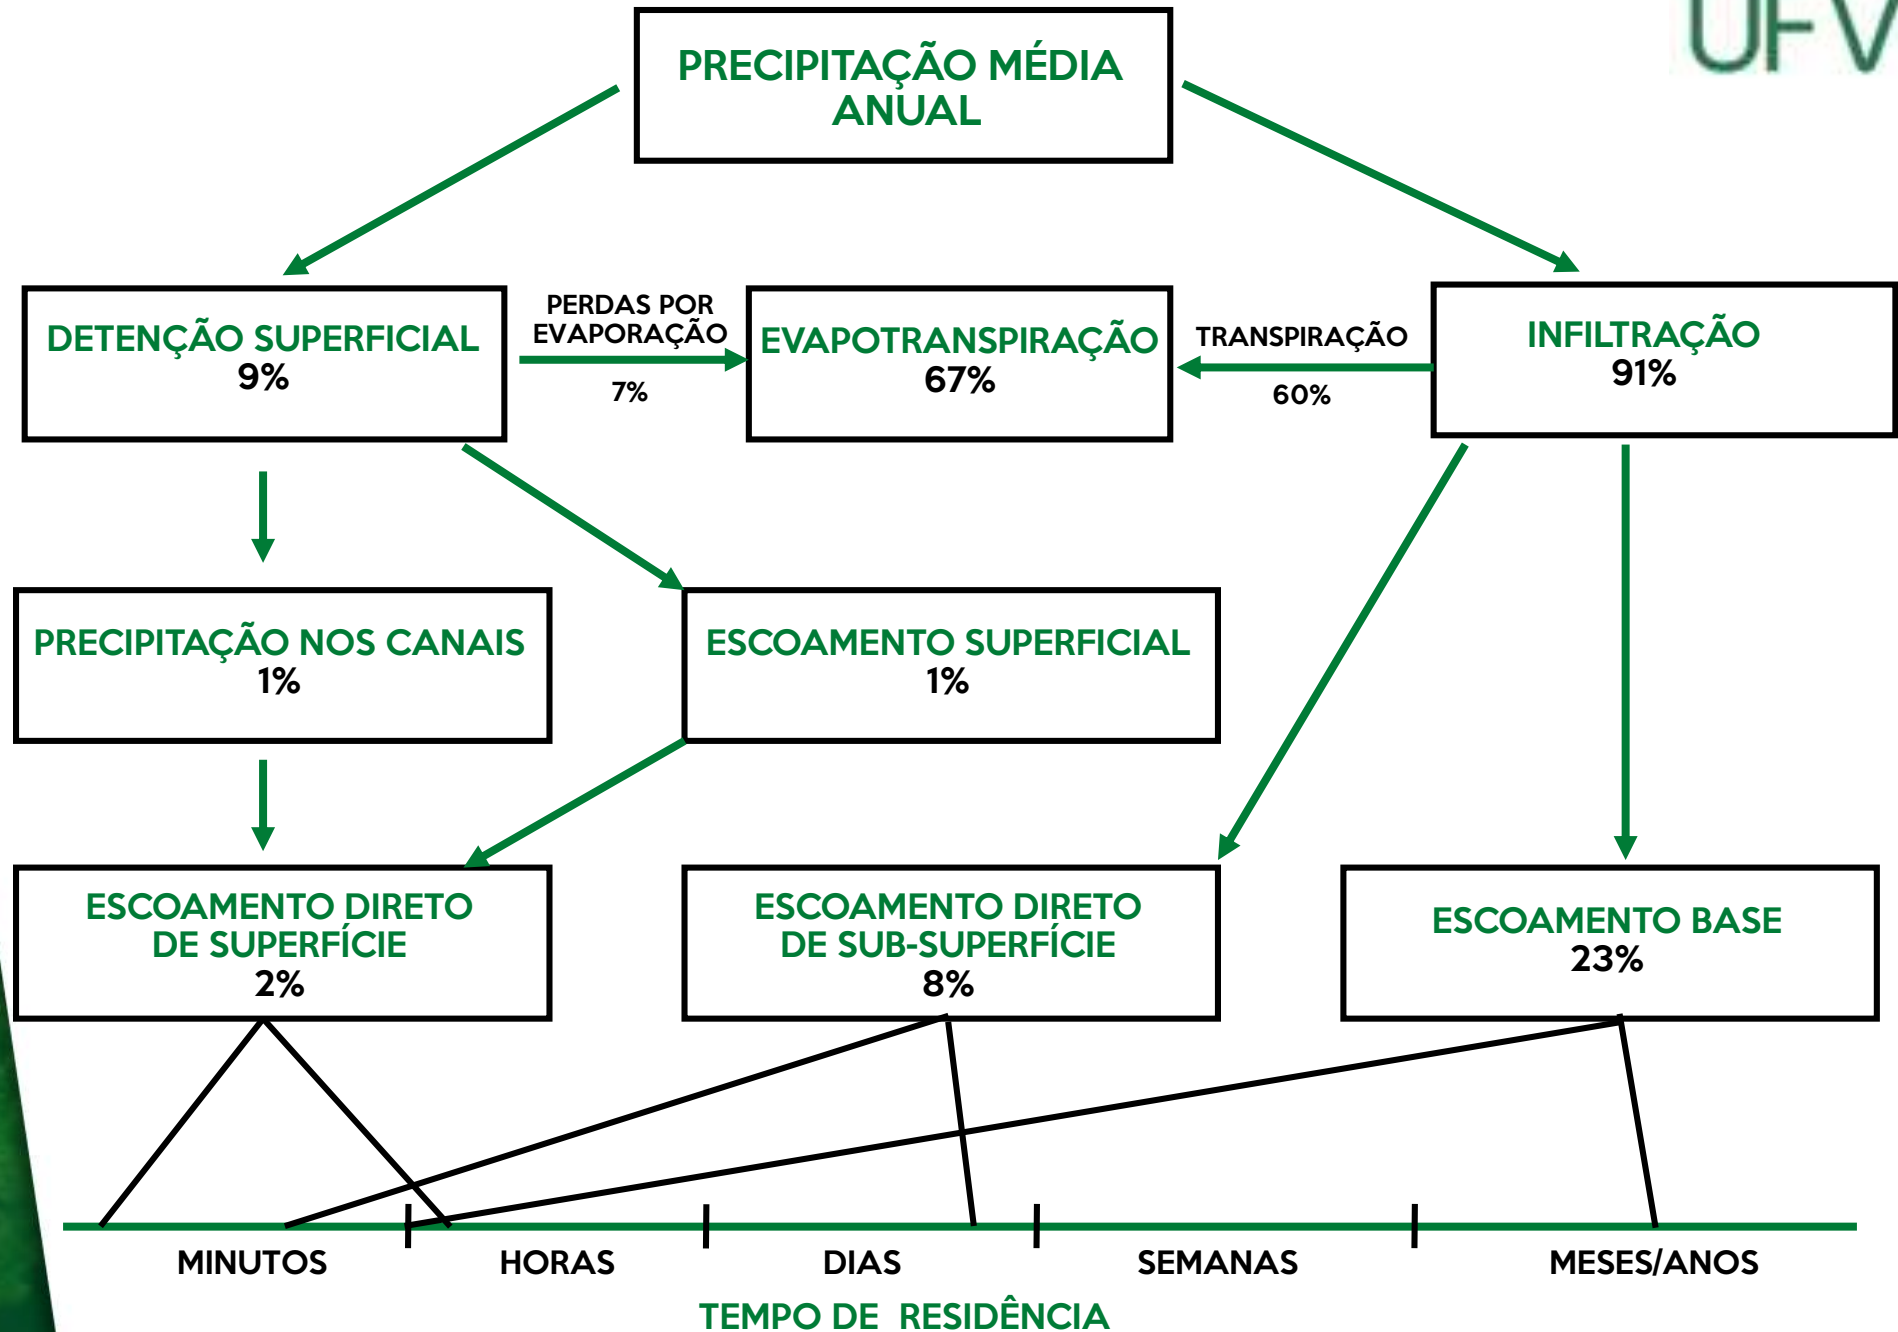 UFV
PRECIPITAÇÃO MÉDIA
ANUAL
DETENÇÃO SUPERFICIAL
9%
PERDAS POR
EVAPORAÇÃO
7%
EVAPOTRANSPIRAÇÃO
67%
TRANSPIRAÇÃO
60%
INFILTRAÇÃO
91%
PRECIPITAÇÃO NOS CANAIS
1%
ESCOAMENTO SUPERFICIAL
1%
ESCOAMENTO DIRETO
DE SUPERFÍCIE
2%
ESCOAMENTO DIRETO
DE SUB-SUPERFÍCIE
8%
ESCOAMENTO BASE
23%
MINUTOS
HORAS
DIAS
SEMANAS
MESES/ANOS
TEMPO DE RESIDÊNCIA